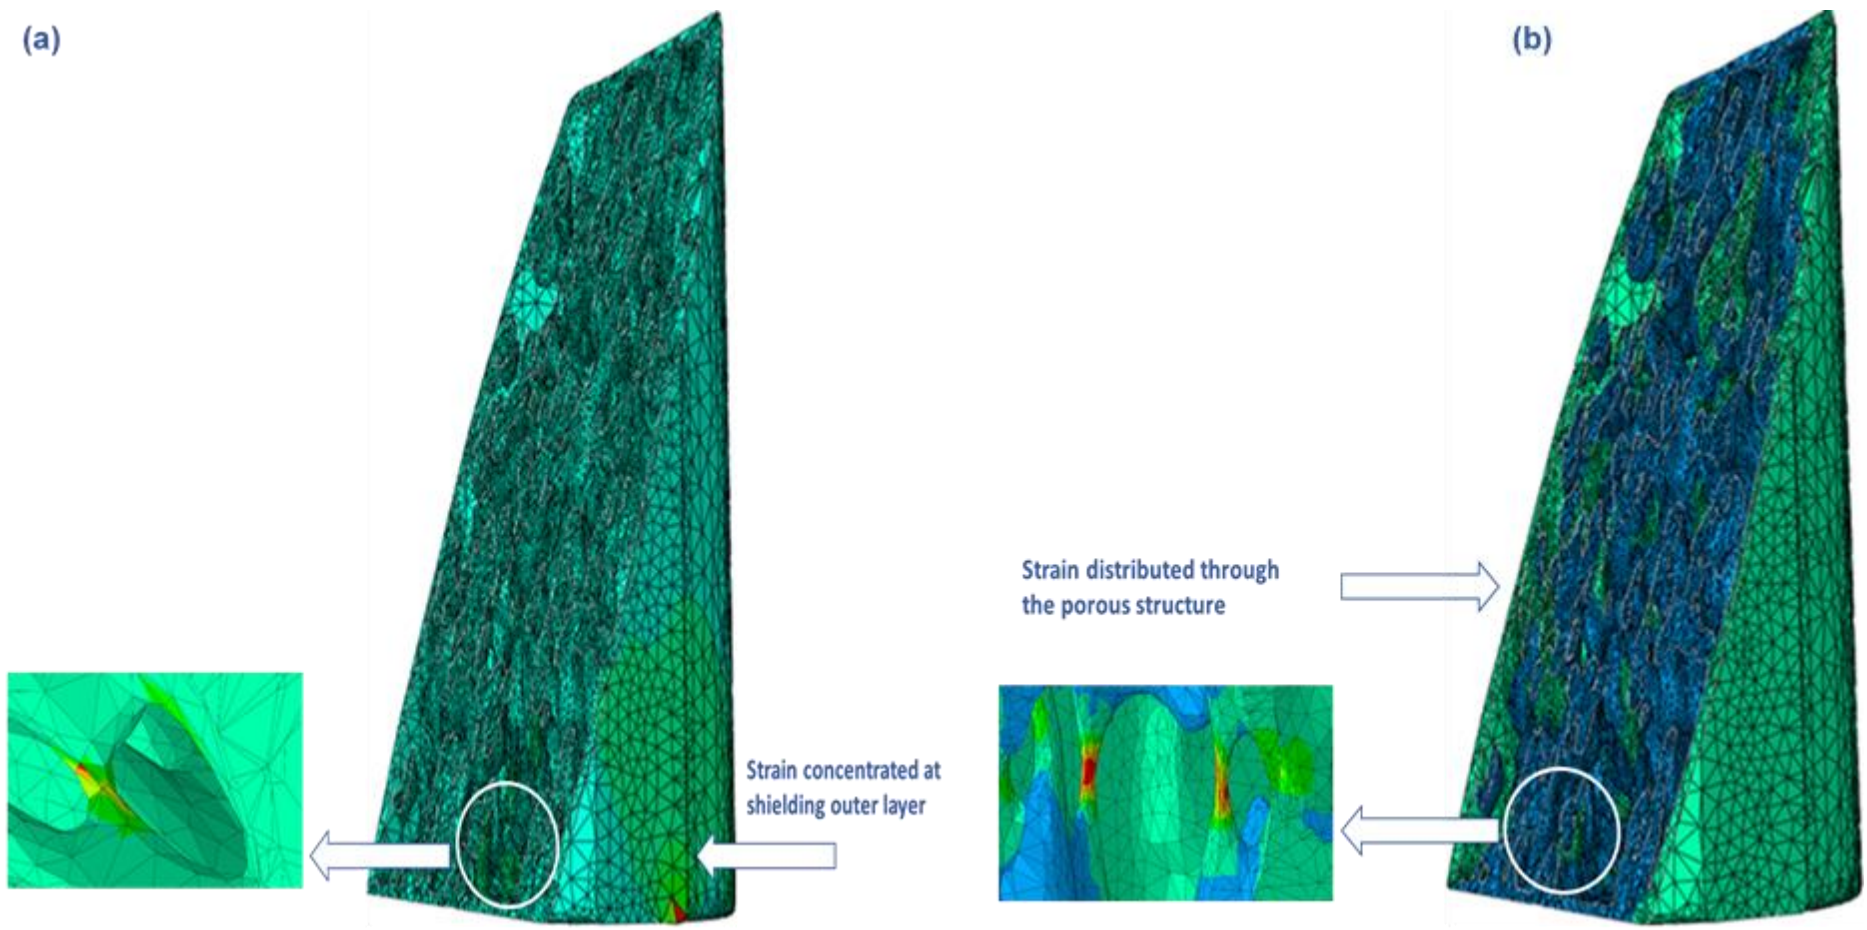 (a)
(b)
Strain distributed through
the porous structure
Strain concentrated at
shielding outer layer